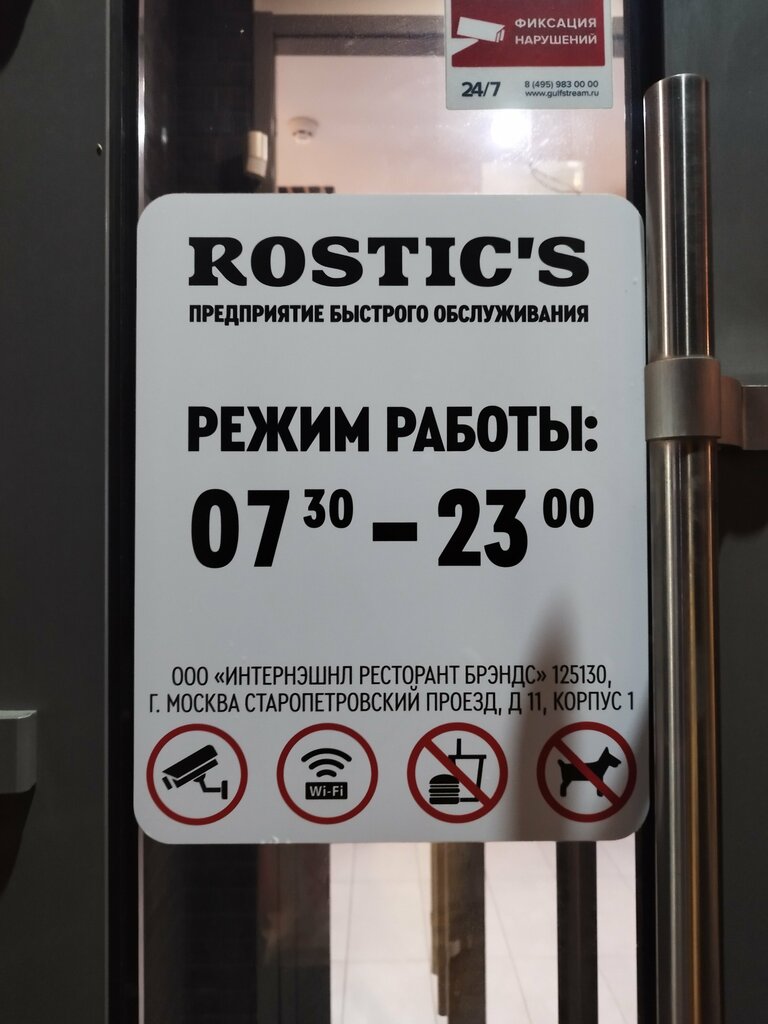 ФИКСАЦИЯ
НАРУШЕНИЙ
24/7
8 (495) 983 00 00
www.gulfstream.ru
ROSTIC'S
ПРЕДПРИЯТИЕ БЫСТРОГО ОБСЛУЖИВАНИЯ
РЕЖИМ РАБОТЫ:
07 30 – 23 00
ООО «ИНТЕРНЭШНЛ РЕСТОРАНТ БРЭНДС» 125130,
Г. МОСКВА СТАРОПЕТРОВСКИЙ ПРОЕЗД, Д 11, КОРПУС 1
Wi-Fi